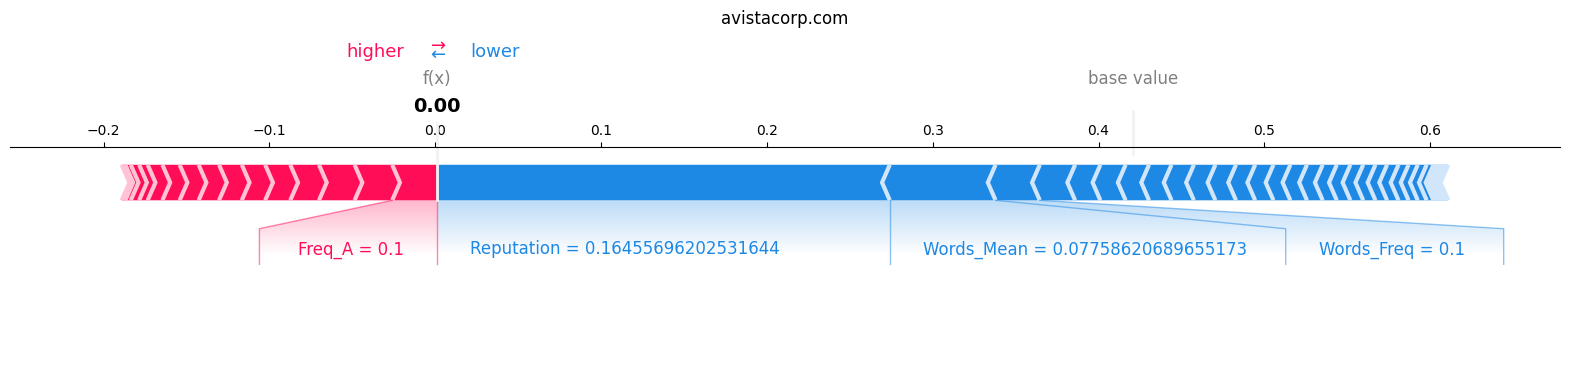 avistacorp.com
higher → ← lower
f(x) base value
0.00
−0.2 −0.1 0.0 0.1 0.2 0.3 0.4 0.5 0.6
Freq_A = 0.1 Reputation = 0.16455696202531644 Words_Mean = 0.07758620689655173 Words_Freq = 0.1